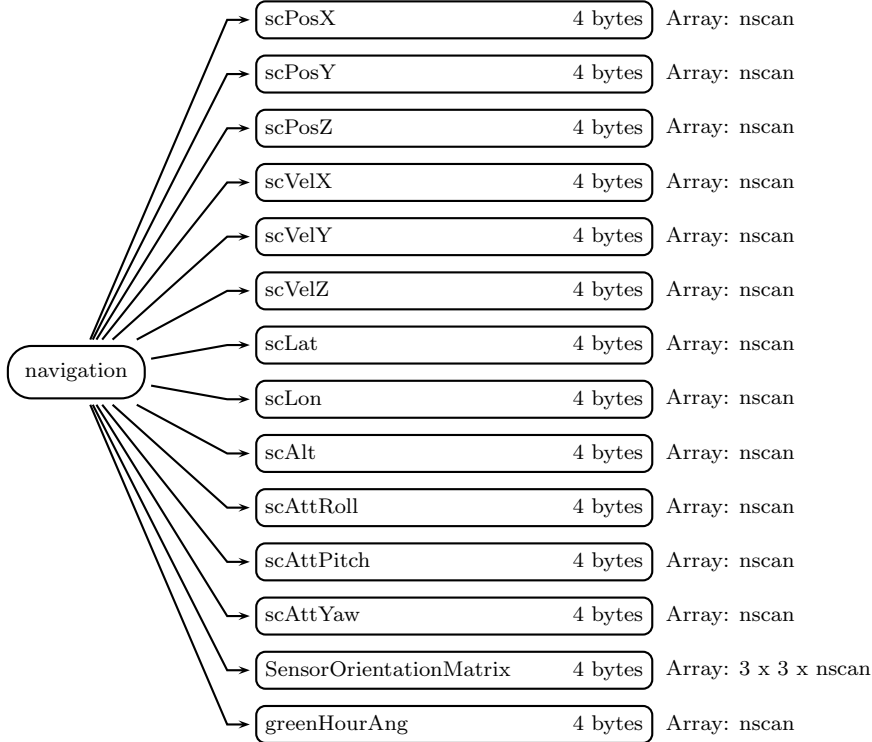 scPosX 4 bytes Array: nscan
scPosY 4 bytes Array: nscan
scPosZ 4 bytes Array: nscan
scVelX 4 bytes Array: nscan
scVelY 4 bytes Array: nscan
scVelZ 4 bytes Array: nscan
scLat 4 bytes Array: nscan
navigation
scLon 4 bytes Array: nscan
scAlt 4 bytes Array: nscan
scAttRoll 4 bytes Array: nscan
scAttPitch 4 bytes Array: nscan
scAttYaw 4 bytes Array: nscan
SensorOrientationMatrix 4 bytes Array: 3 x 3 x nscan
greenHourAng 4 bytes Array: nscan